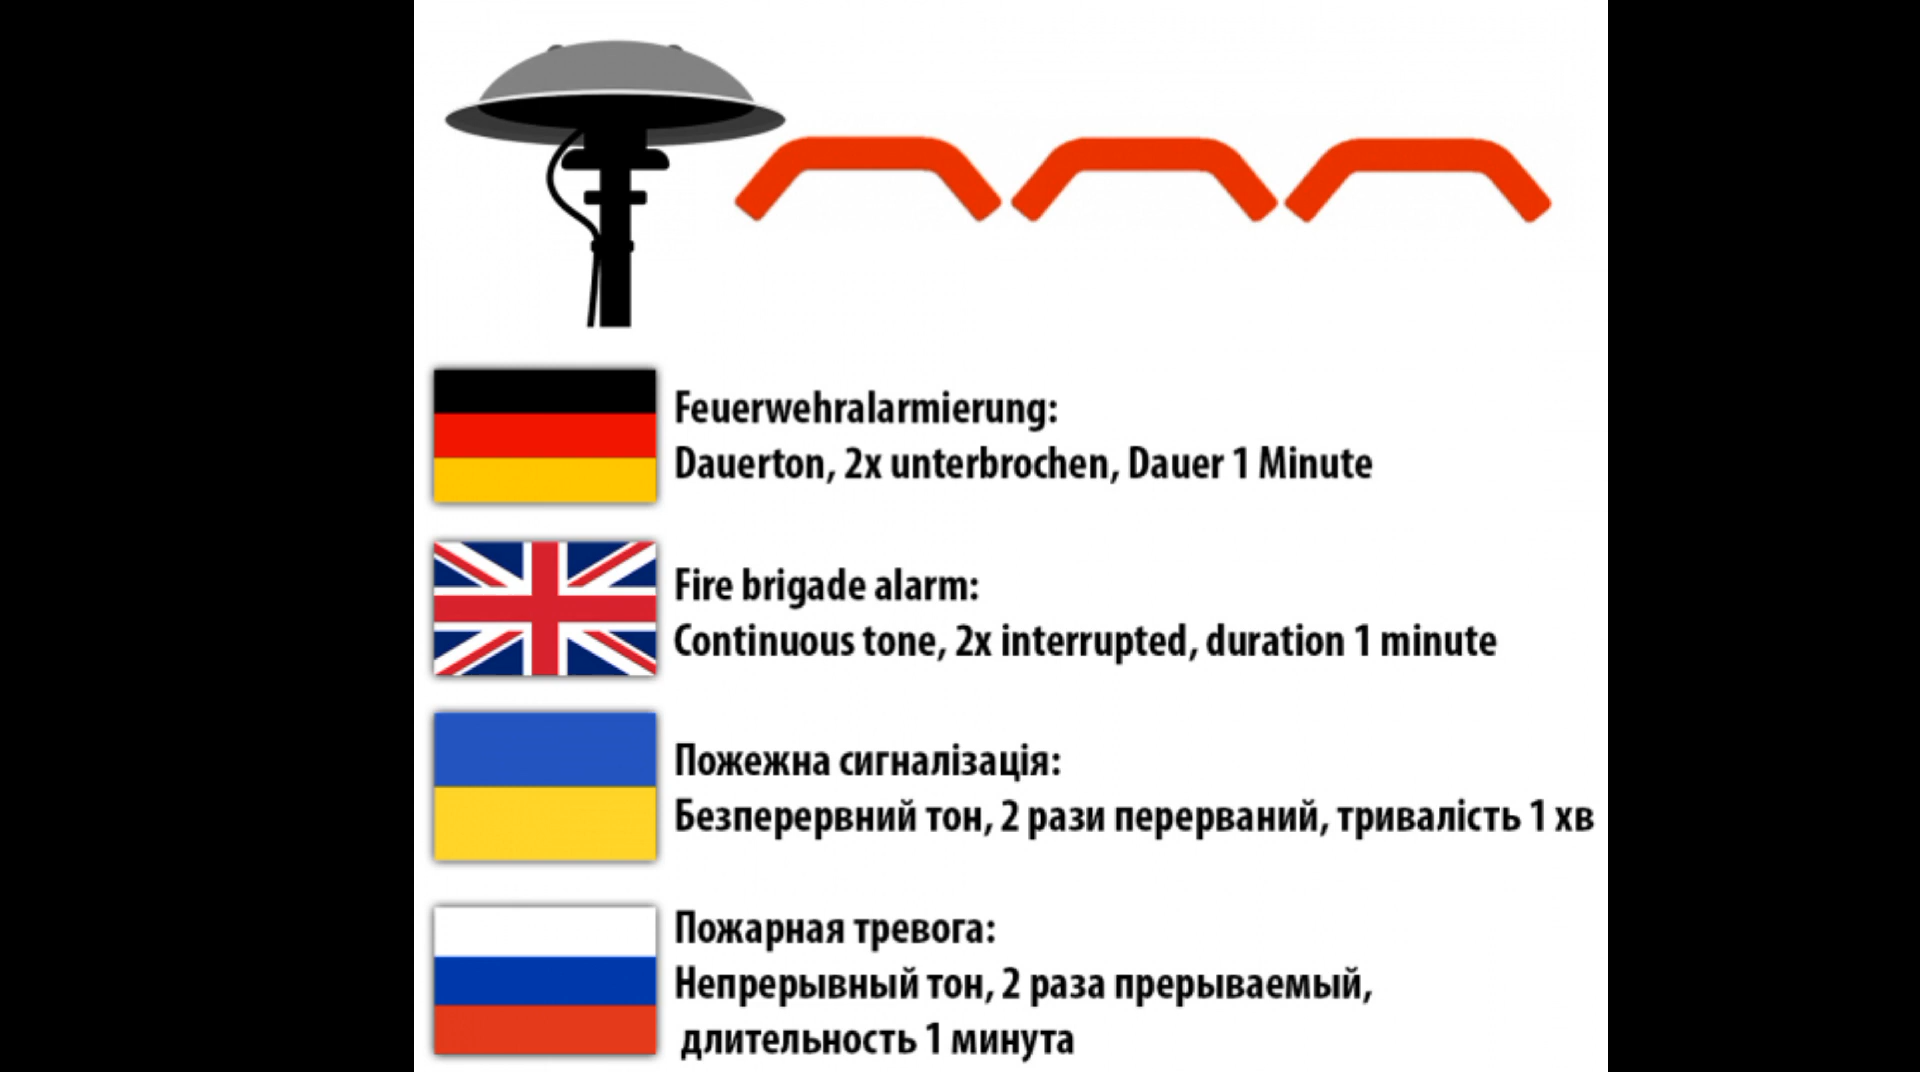 Feuerwehralarmierung:
Dauerton, 2x unterbrochen, Dauer 1 Minute
Fire brigade alarm:
Continuous tone, 2x interrupted, duration 1 minute
Пожежна сигналізація:
Безперервний тон, 2 рази перерваний, тривалість 1 хв
Пожарная тревога:
Непрерывный тон, 2 раза прерываемый,
длительность 1 минута